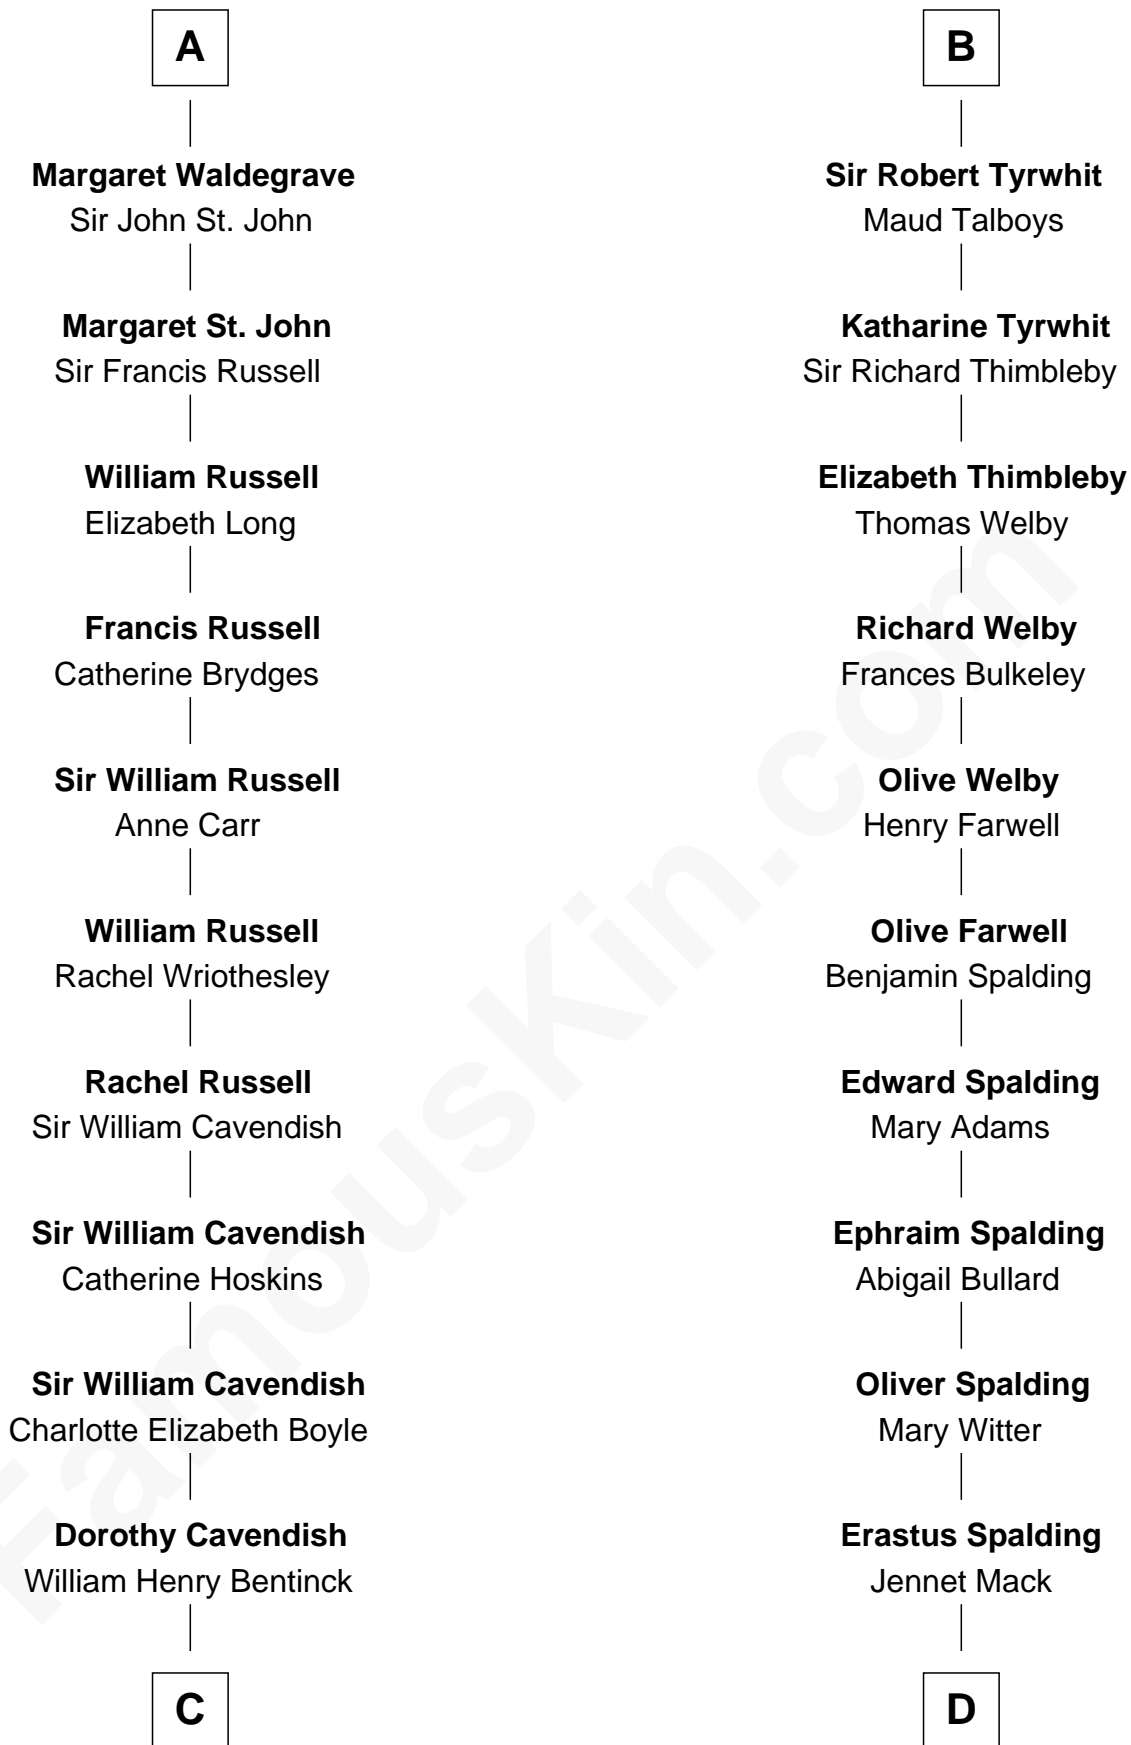 A
Margaret Waldegrave
Sir John St. John
Margaret St. John
Sir Francis Russell
William Russell
Elizabeth Long
Francis Russell
Catherine Brydges
Sir William Russell
Anne Carr
William Russell
Rachel Wriothesley
Rachel Russell
Sir William Cavendish
Sir William Cavendish
Catherine Hoskins
Sir William Cavendish
Charlotte Elizabeth Boyle
Dorothy Cavendish
William Henry Bentinck
C
B
Sir Robert Tyrwhit
Maud Talboys
Katharine Tyrwhit
Sir Richard Thimbleby
Elizabeth Thimbleby
Thomas Welby
Richard Welby
Frances Bulkeley
Olive Welby
Henry Farwell
Olive Farwell
Benjamin Spalding
Edward Spalding
Mary Adams
Ephraim Spalding
Abigail Bullard
Oliver Spalding
Mary Witter
Erastus Spalding
Jennet Mack
D
FamousKin.com